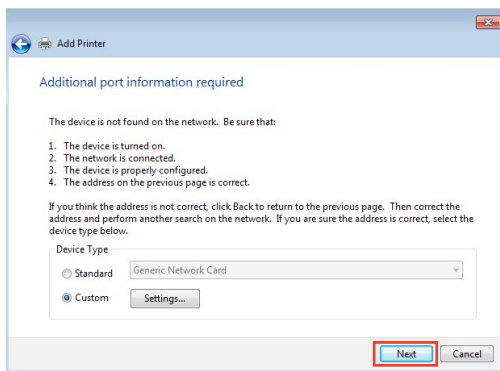 Add Printer
Additional port information required
The device is not found on the network.  Be sure that:
1.  The device is turned on.
2.  The network is connected.
3.  The device is properly configured.
4.  The address on the previous page is correct.
If you think the address is not correct, click Back to return to the previous page.  Then correct the
address and perform another search on the network.  If you are sure the address is correct, select the
device type below.
Device Type
Standard
Generic Network Card
Custom
Settings...
Next
Cancel